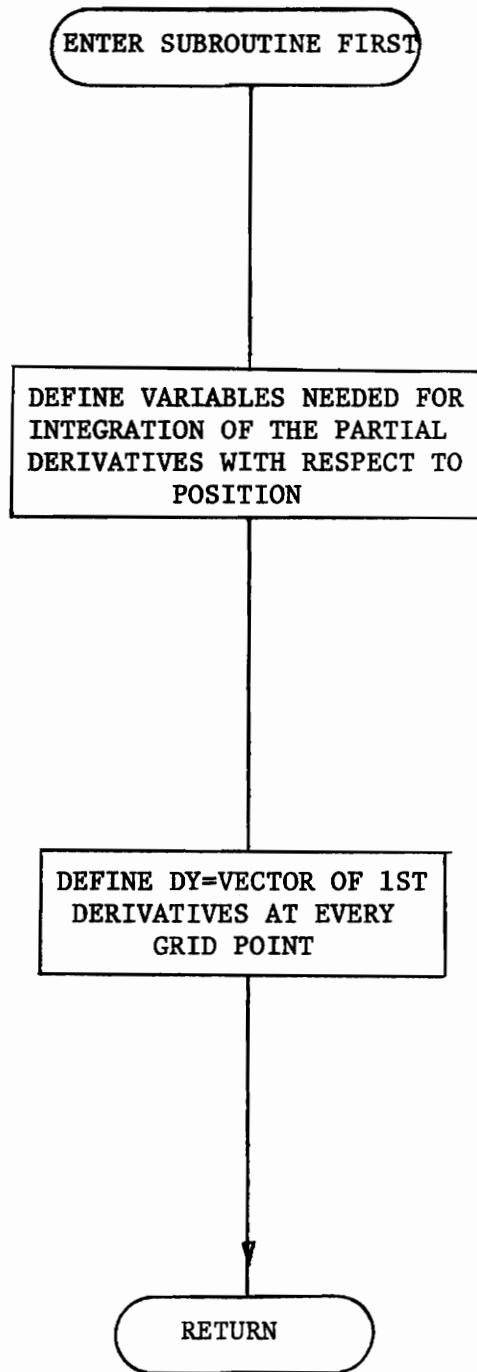 ENTER SUBROUTINE FIRST
DEFINE VARIABLES NEEDED FOR
INTEGRATION OF THE PARTIAL
DERIVATIVES WITH RESPECT TO
POSITION
DEFINE DY=VECTOR OF 1ST
DERIVATIVES AT EVERY
GRID POINT
RETURN